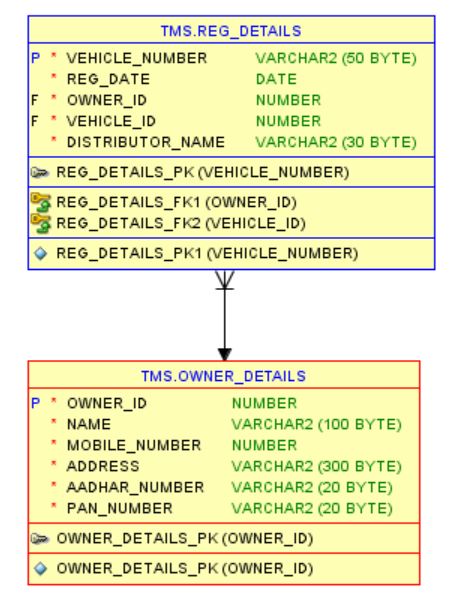 TMS.REG_DETAILS
P * VEHICLE_NUMBER VARCHAR2 (50 BYTE)
* REG_DATE DATE
F * OWNER_ID NUMBER
F * VEHICLE_ID NUMBER
* DISTRIBUTOR_NAME VARCHAR2 (30 BYTE)
REG_DETAILS_PK (VEHICLE_NUMBER)
REG_DETAILS_FK1 (OWNER_ID)
REG_DETAILS_FK2 (VEHICLE_ID)
REG_DETAILS_PK1 (VEHICLE_NUMBER)
TMS.OWNER_DETAILS
P * OWNER_ID NUMBER
* NAME VARCHAR2 (100 BYTE)
* MOBILE_NUMBER NUMBER
* ADDRESS VARCHAR2 (300 BYTE)
* AADHAR_NUMBER VARCHAR2 (20 BYTE)
* PAN_NUMBER VARCHAR2 (20 BYTE)
OWNER_DETAILS_PK (OWNER_ID)
OWNER_DETAILS_PK (OWNER_ID)